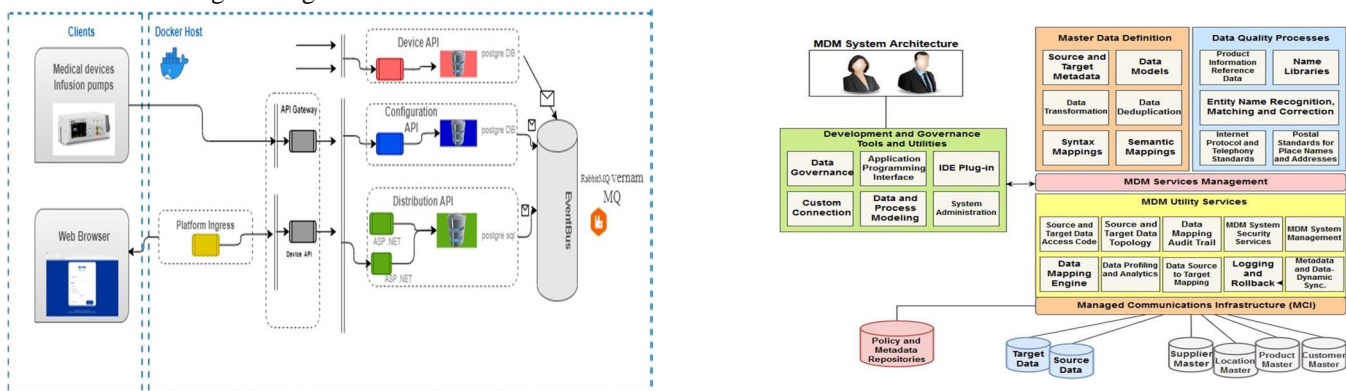 Clients
Docker Host
Medical devices
Infusion pumps
API Gateway
Device API
postgre DB
Configuration
API
postgre DB
Distribution API
ASP .NET
ASP .NET
postgre sql
Device API
Platform Ingress
Web Browser
EventBus
RabbitMQ/vernam
MQ
MDM System Architecture
Development and Governance
Tools and Utilities
Data
Governance
Application
Programming
Interface
IDE Plug-in
Custom
Connection
Data and
Process
Modeling
System
Administration
Master Data Definition
Source and
Target
Metadata
Data
Models
Data
Transformation
Data
Deduplication
Syntax
Mappings
Semantic
Mappings
Data Quality Processes
Product
Information
Reference
Data
Name
Libraries
Entity Name Recognition,
Matching and Correction
Internet
Protocol and
Telephony
Standards
Postal
Standards for
Place Names
and Addresses
MDM Services Management
MDM Utility Services
Source and
Target Data
Access Code
Source and
Target Data
Topology
Data
Mapping
Audit Trail
MDM System
Security
Services
MDM System
Management
Data
Mapping
Engine
Data Profiling
and Analytics
Data Source
to Target
Mapping
Logging
and
Rollback
Metadata
and Data-
Dynamic
Sync.
Managed Communications Infrastructure (MCI)
Policy and
Metadata
Repositories
Target
Data
Source
Data
Supplier
Master
Location
Master
Product
Master
Customer
Master